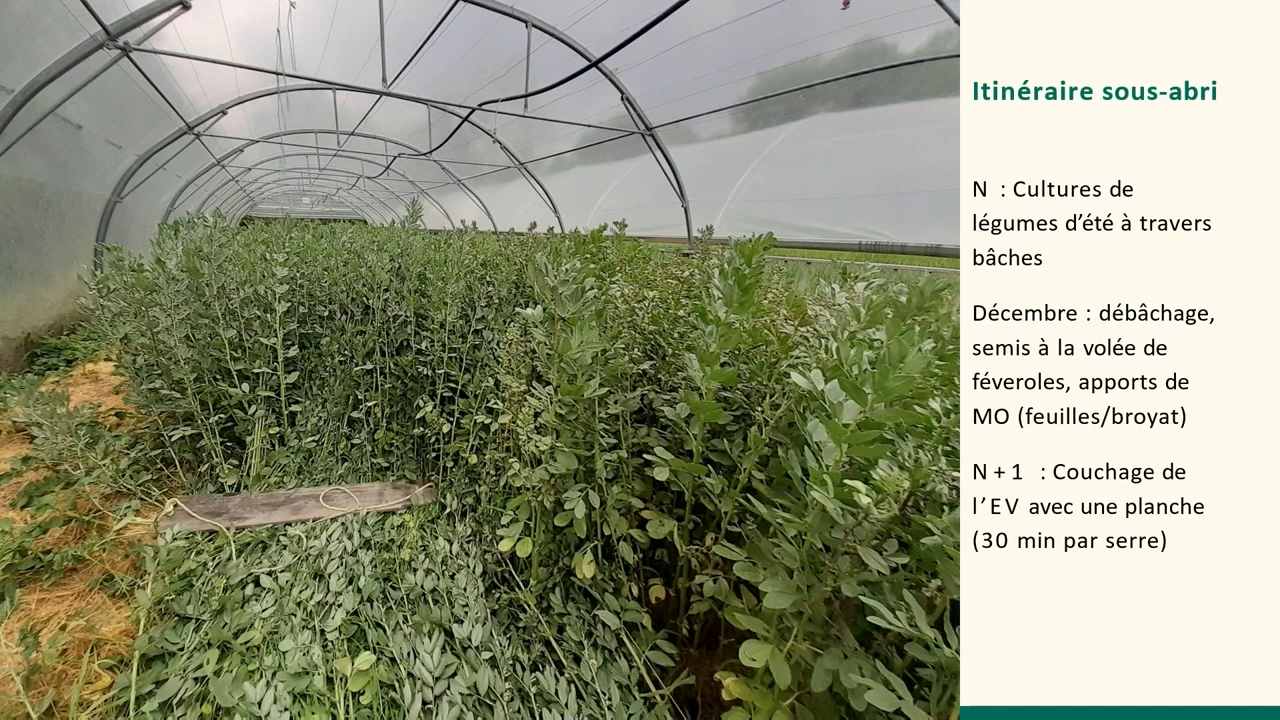 Itinéraire sous-abri
N : Cultures de
légumes d’été à travers
bâches
Décembre : débâchage,
semis à la volée de
féveroles, apports de
MO (feuilles/broyat)
N+1 : Couchage de
l’EV avec une planche
(30 min par serre)